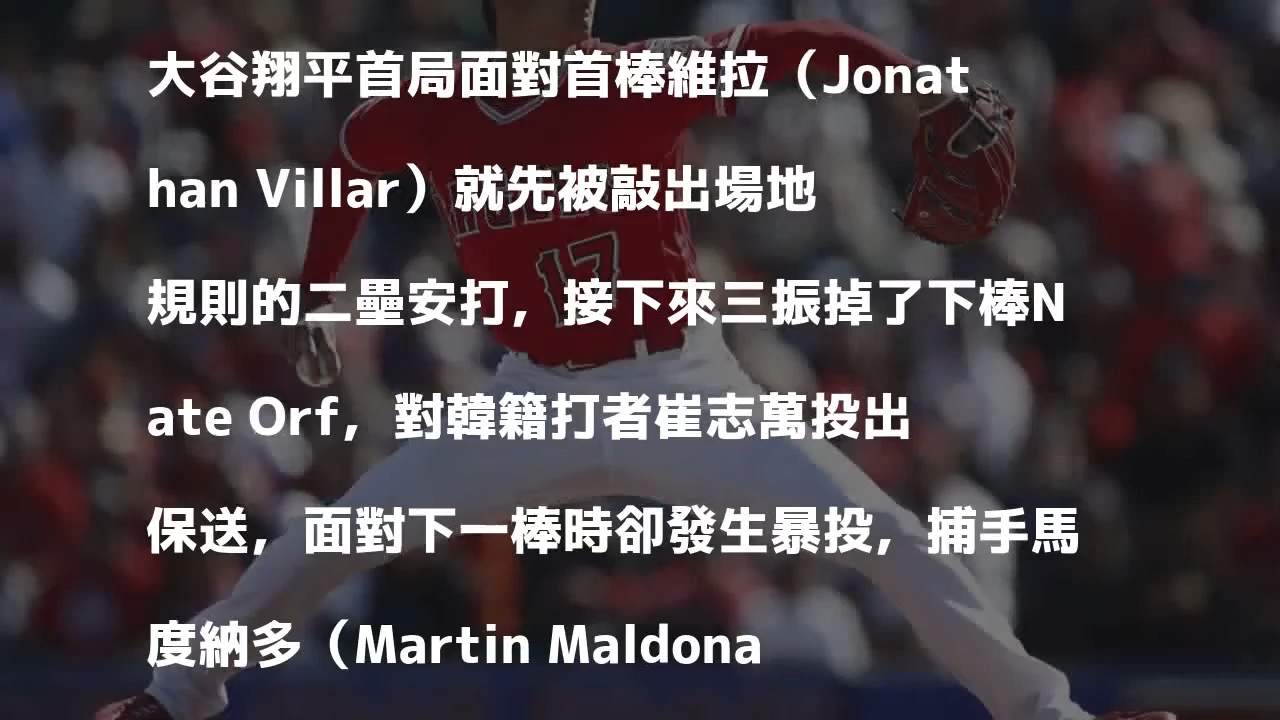 大谷翔平首局面對首棒維拉（Jonat
han Villar）就先被敲出場地
規則的二壘安打，接下來三振掉了下棒N
ate Orf，對韓籍打者崔志萬投出
保送，面對下一棒時卻發生暴投，捕手馬
度納多（Martin Maldona
17